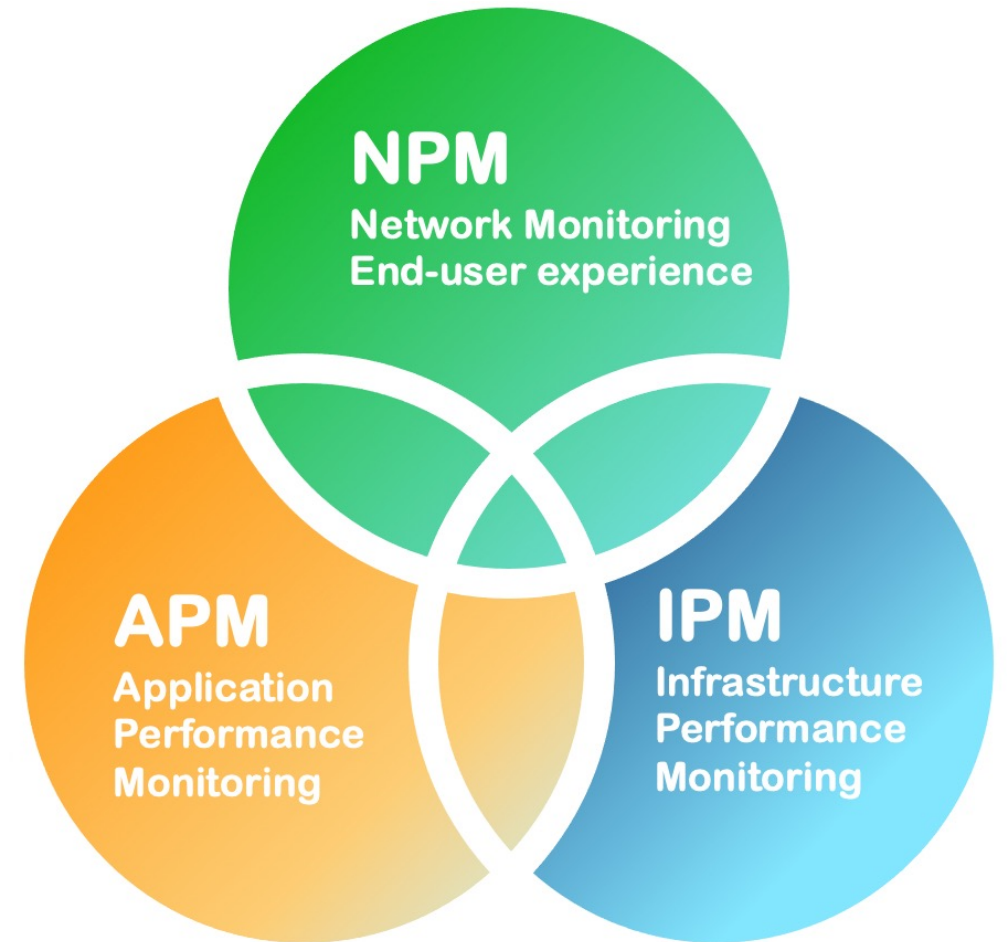 NPM
Network Monitoring
End-user experience
APM
Application
Performance
Monitoring
IPM
Infrastructure
Performance
Monitoring